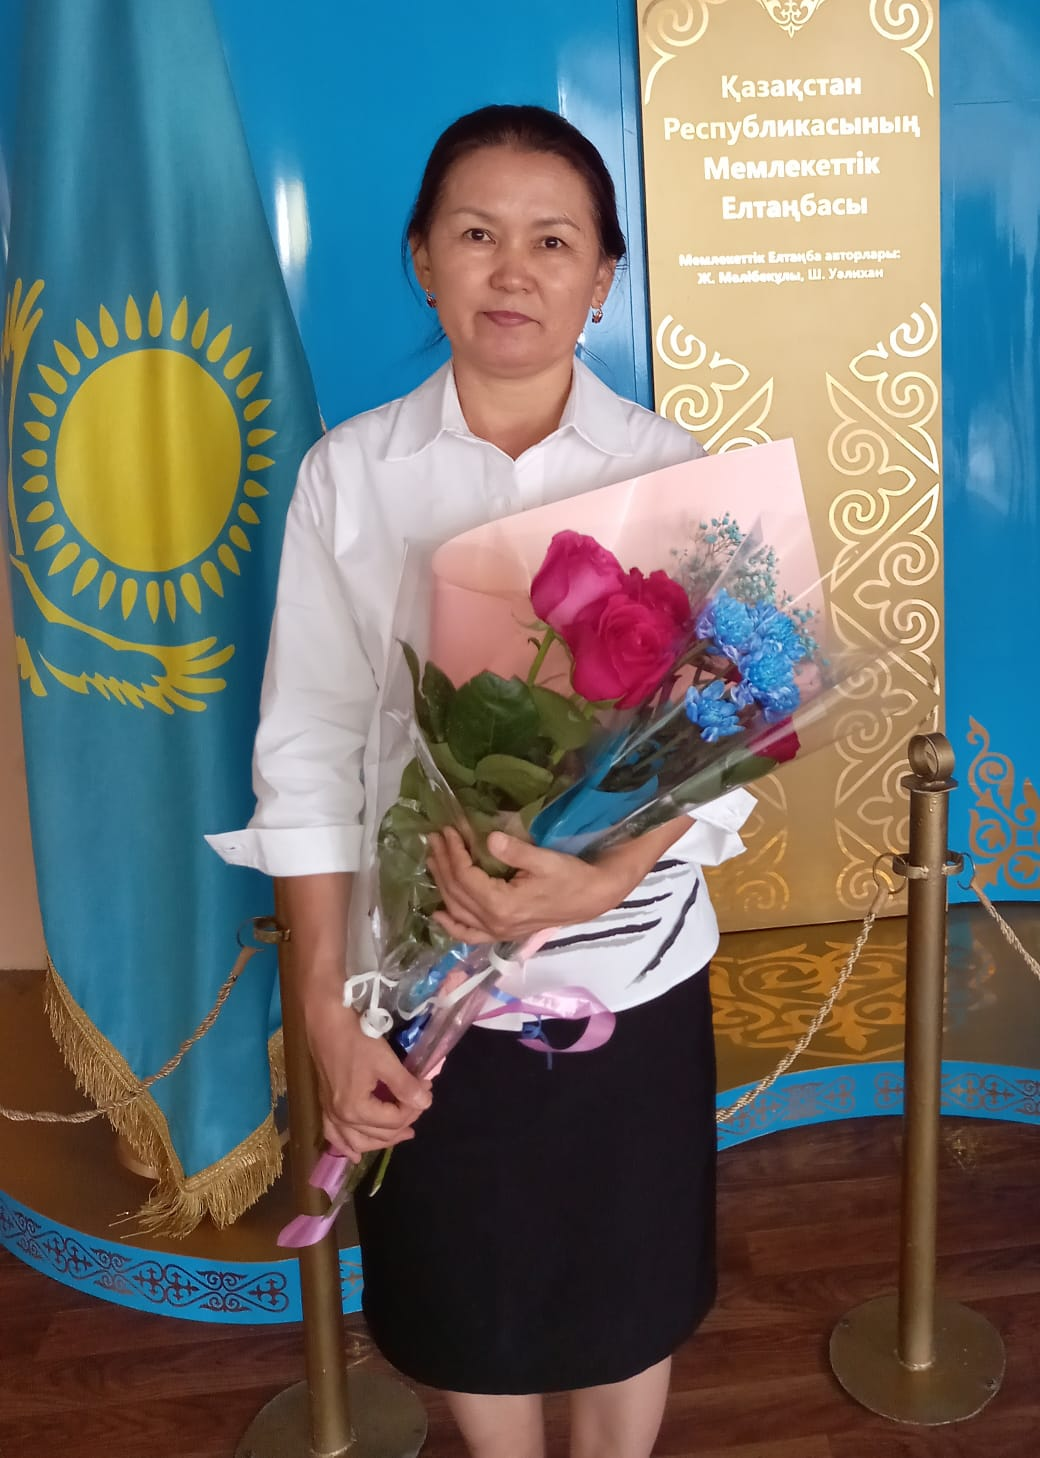 Қазақстан
Республикасының
Мемлекеттік
Елтаңбасы
Мемлекеттік Елтаңба авторлары:
Ж. Мәлібекұлы, Ш. Уәлихан